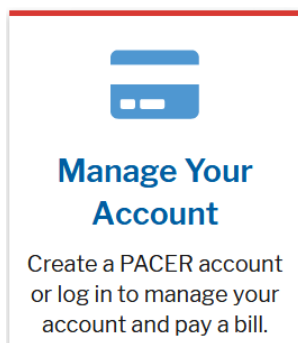 Manage Your
Account
Create a PACER account
or log in to manage your
account and pay a bill.